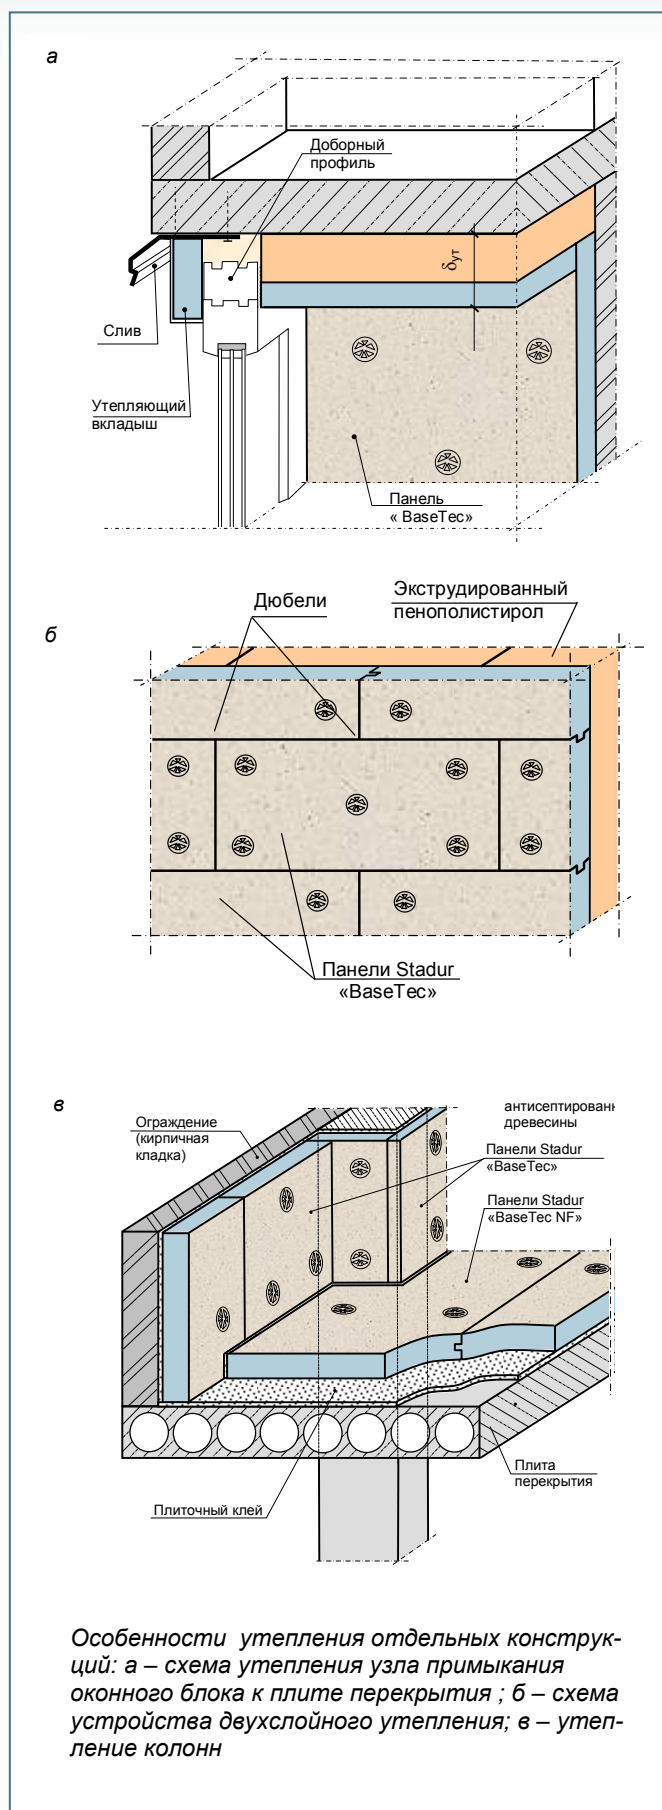 а
Доборный
профиль
δут
Слив
Утепляющий
вкладыш
Панель
« BaseTec»
б
Дюбели
Экструдированный
пенополистирол
Панели Stadur
«BaseTec»
в
Ограждение
(кирпичная
кладка)
антисептированн
древесины
Панели Stadur
«BaseTec»
Панели Stadur
«BaseTec NF»
Плита
перекрытия
Плиточный клей
Особенности утепления отдельных конструк-
ций: а – схема утепления узла примыкания
оконного блока к плите перекрытия ; б – схема
устройства двухслойного утепления; в – утеп-
ление колонн